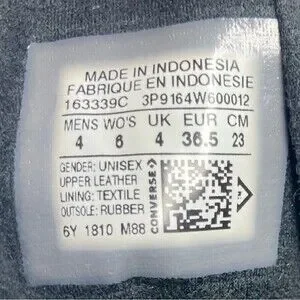 MADE IN INDONESIA
FABRIQUE EN INDONESIE
163339C 3P9164W600012
MENS WO'S UK EUR CM
4 6 4 36.5 23
GENDER: UNISEX
UPPER: LEATHER
LINING: TEXTILE
OUTSOLE: RUBBER
CONVERSE
6Y 1810 M88